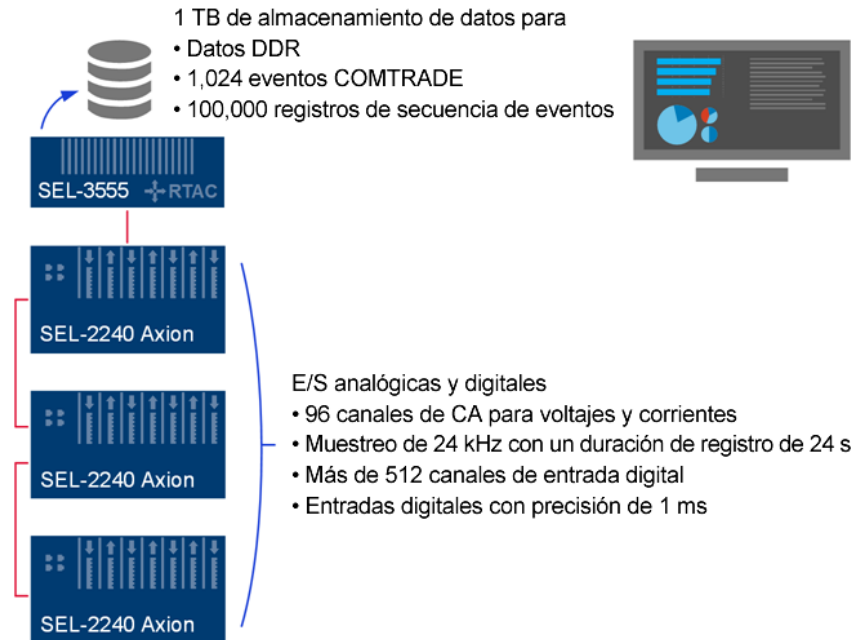 1 TB de almacenamiento de datos para
• Datos DDR
• 1,024 eventos COMTRADE
• 100,000 registros de secuencia de eventos
SEL-3555 RTAC
SEL-2240 Axion
E/S analógicas y digitales
• 96 canales de CA para voltajes y corrientes
• Muestreo de 24 kHz con un duración de registro de 24 s
• Más de 512 canales de entrada digital
• Entradas digitales con precisión de 1 ms
SEL-2240 Axion
SEL-2240 Axion